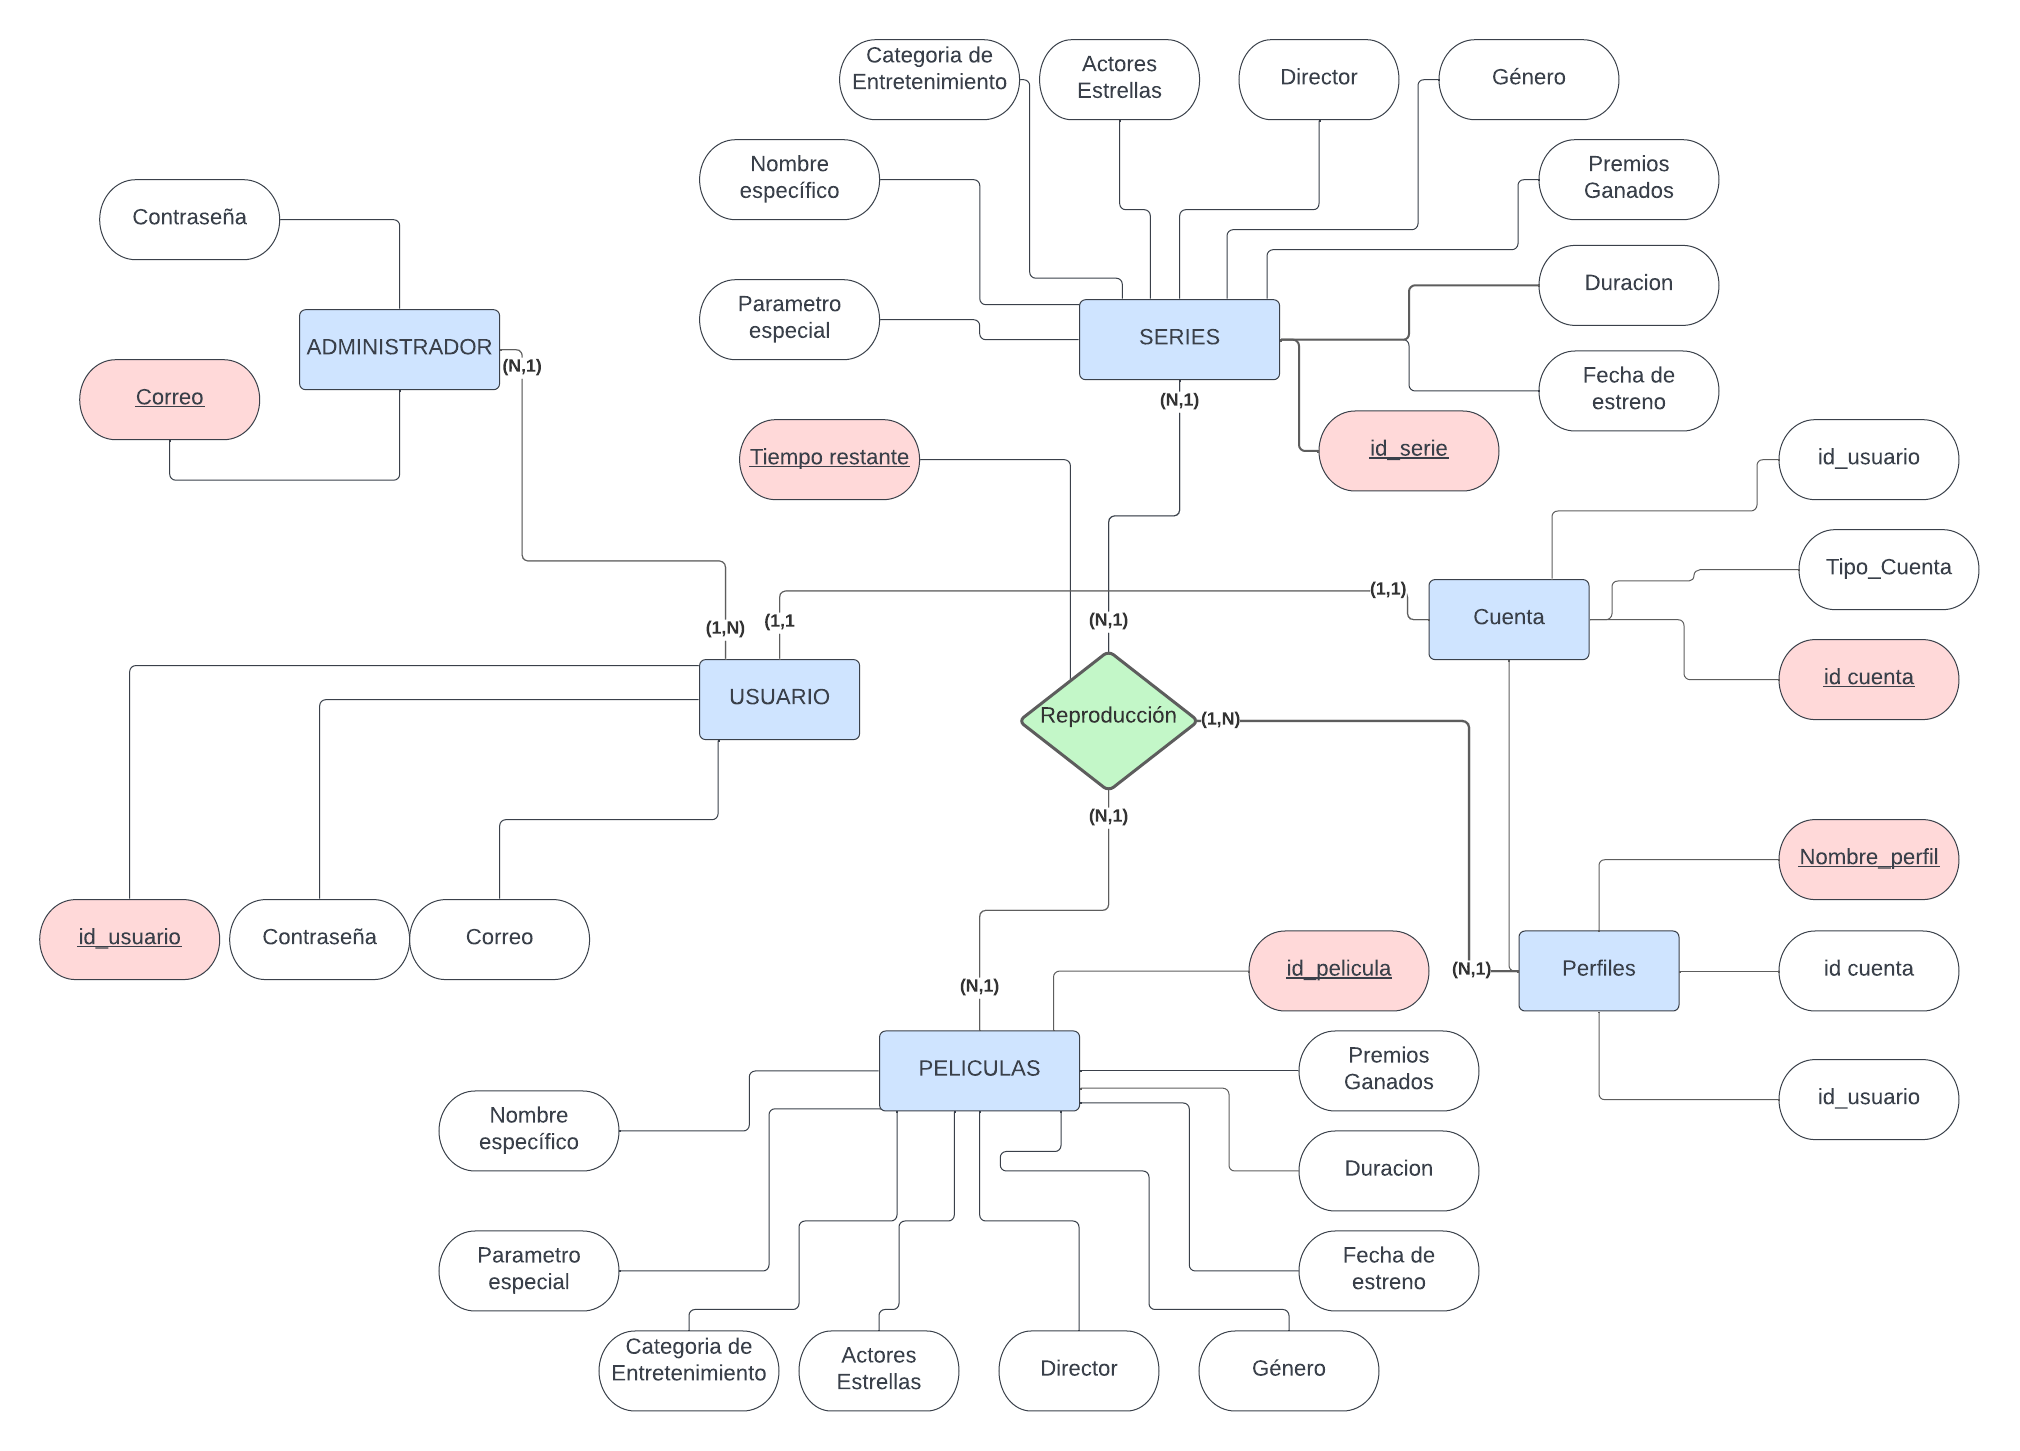 Categoria de
Entretenimiento
Actores
Estrellas
Director
Género
Nombre
específico
Premios
Ganados
Contraseña
Duracion
Parametro
especial
ADMINISTRADOR
SERIES
(N,1)
Correo
(N,1)
Fecha de
estreno
Tiempo restante
id_serie
id_usuario
Tipo_Cuenta
(1,1)
Cuenta
(1,N)
(1,1
(N,1)
id cuenta
USUARIO
Reproducción
(1,N)
(N,1)
Nombre_perfil
id_usuario
Contraseña
Correo
(N,1)
id_pelicula
(N,1)
Perfiles
id cuenta
PELICULAS
Premios
Ganados
id_usuario
Nombre
específico
Duracion
Parametro
especial
Fecha de
estreno
Categoria de
Entretenimiento
Actores
Estrellas
Director
Género